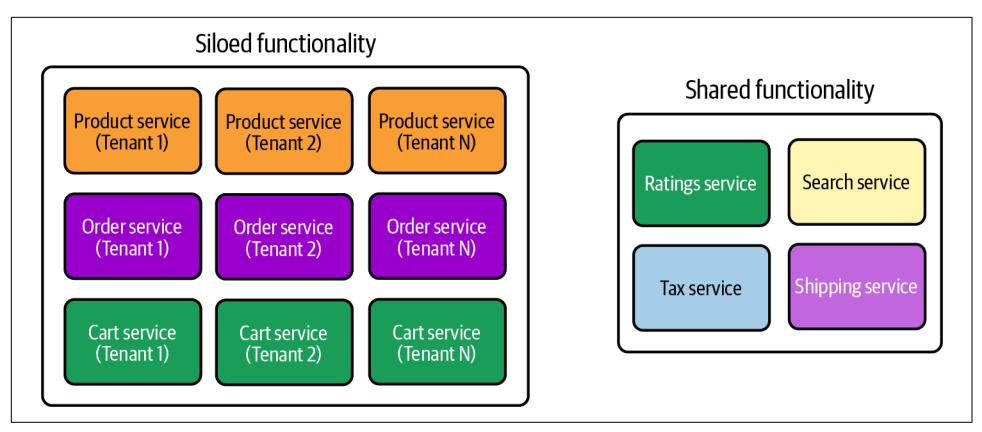 Siloed functionality
Product service
(Tenant 1)
Product service
(Tenant 2)
Product service
(Tenant N)
Order service
(Tenant 1)
Order service
(Tenant 2)
Order service
(Tenant N)
Cart service
(Tenant 1)
Cart service
(Tenant 2)
Cart service
(Tenant N)
Shared functionality
Ratings service
Search service
Tax service
Shipping service